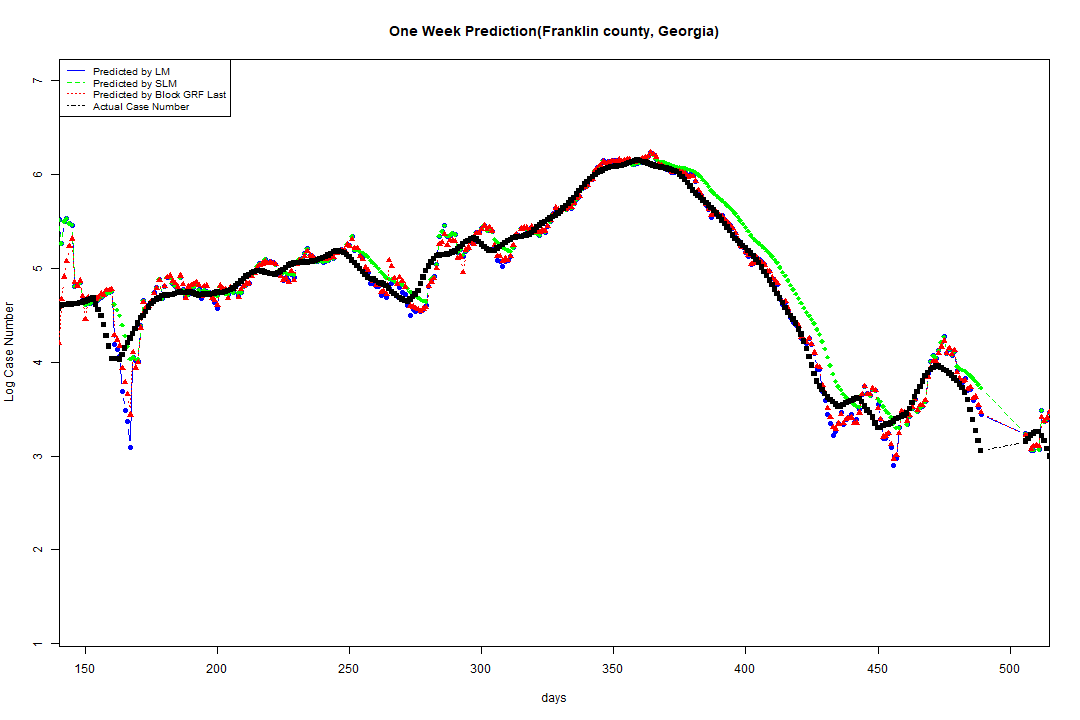 One Week Prediction(Franklin county, Georgia)
Predicted by LM
Predicted by SLM
Predicted by Block GRF Last
Actual Case Number
7
6
5
4
3
2
1
Log Case Number
150 200 250 300 350 400 450 500
days